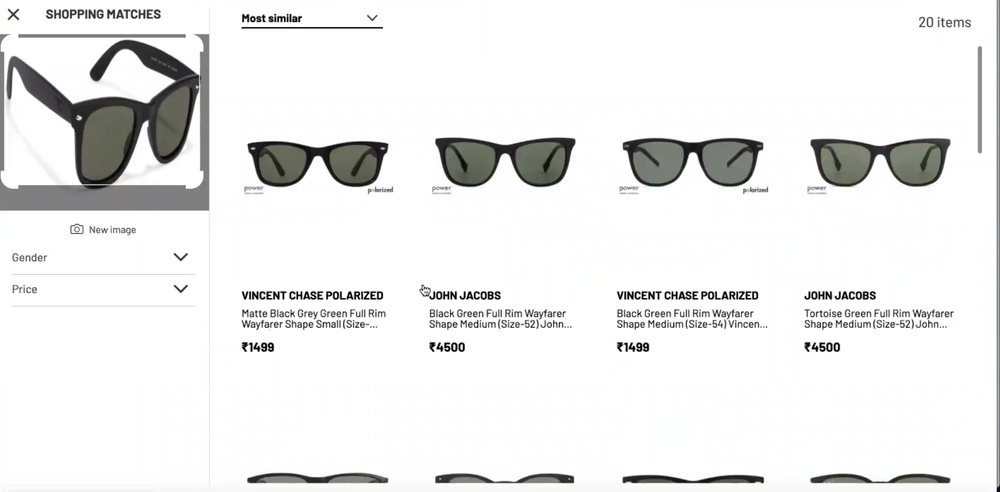 SHOPPING MATCHES
New image
Gender
Price
Most similar
20 items
power
polarized
power
power
polarized
power
VINCENT CHASE POLARIZED
Matte Black Grey Green Full Rim
Wayfarer Shape Small (Size-...
₹1499
JOHN JACOBS
Black Green Full Rim Wayfarer
Shape Medium (Size-52) John...
₹4500
VINCENT CHASE POLARIZED
Black Green Full Rim Wayfarer
Shape Medium (Size-54) Vincen...
₹1499
JOHN JACOBS
Tortoise Green Full Rim Wayfarer
Shape Medium (Size-52) John...
₹4500